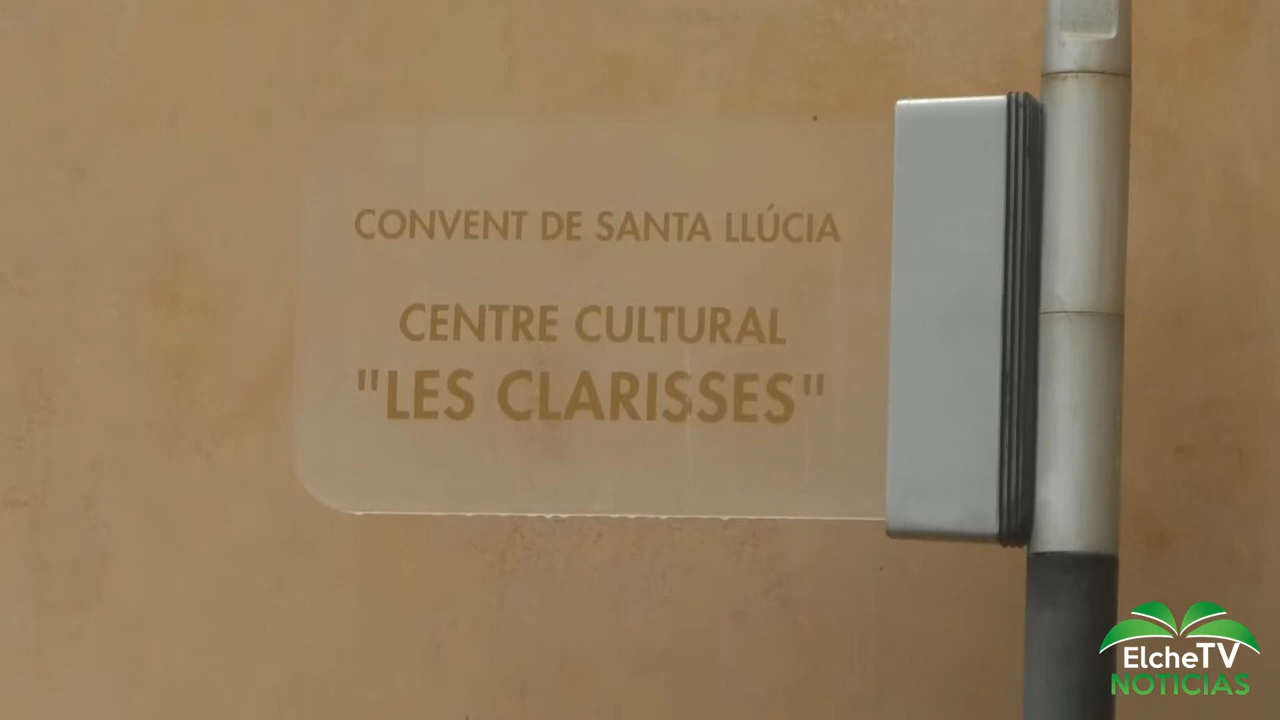 CONVENT DE SANTA LLÚCIA
CENTRE CULTURAL
"LES CLARISSES"
ElcheTV
NOTICIAS